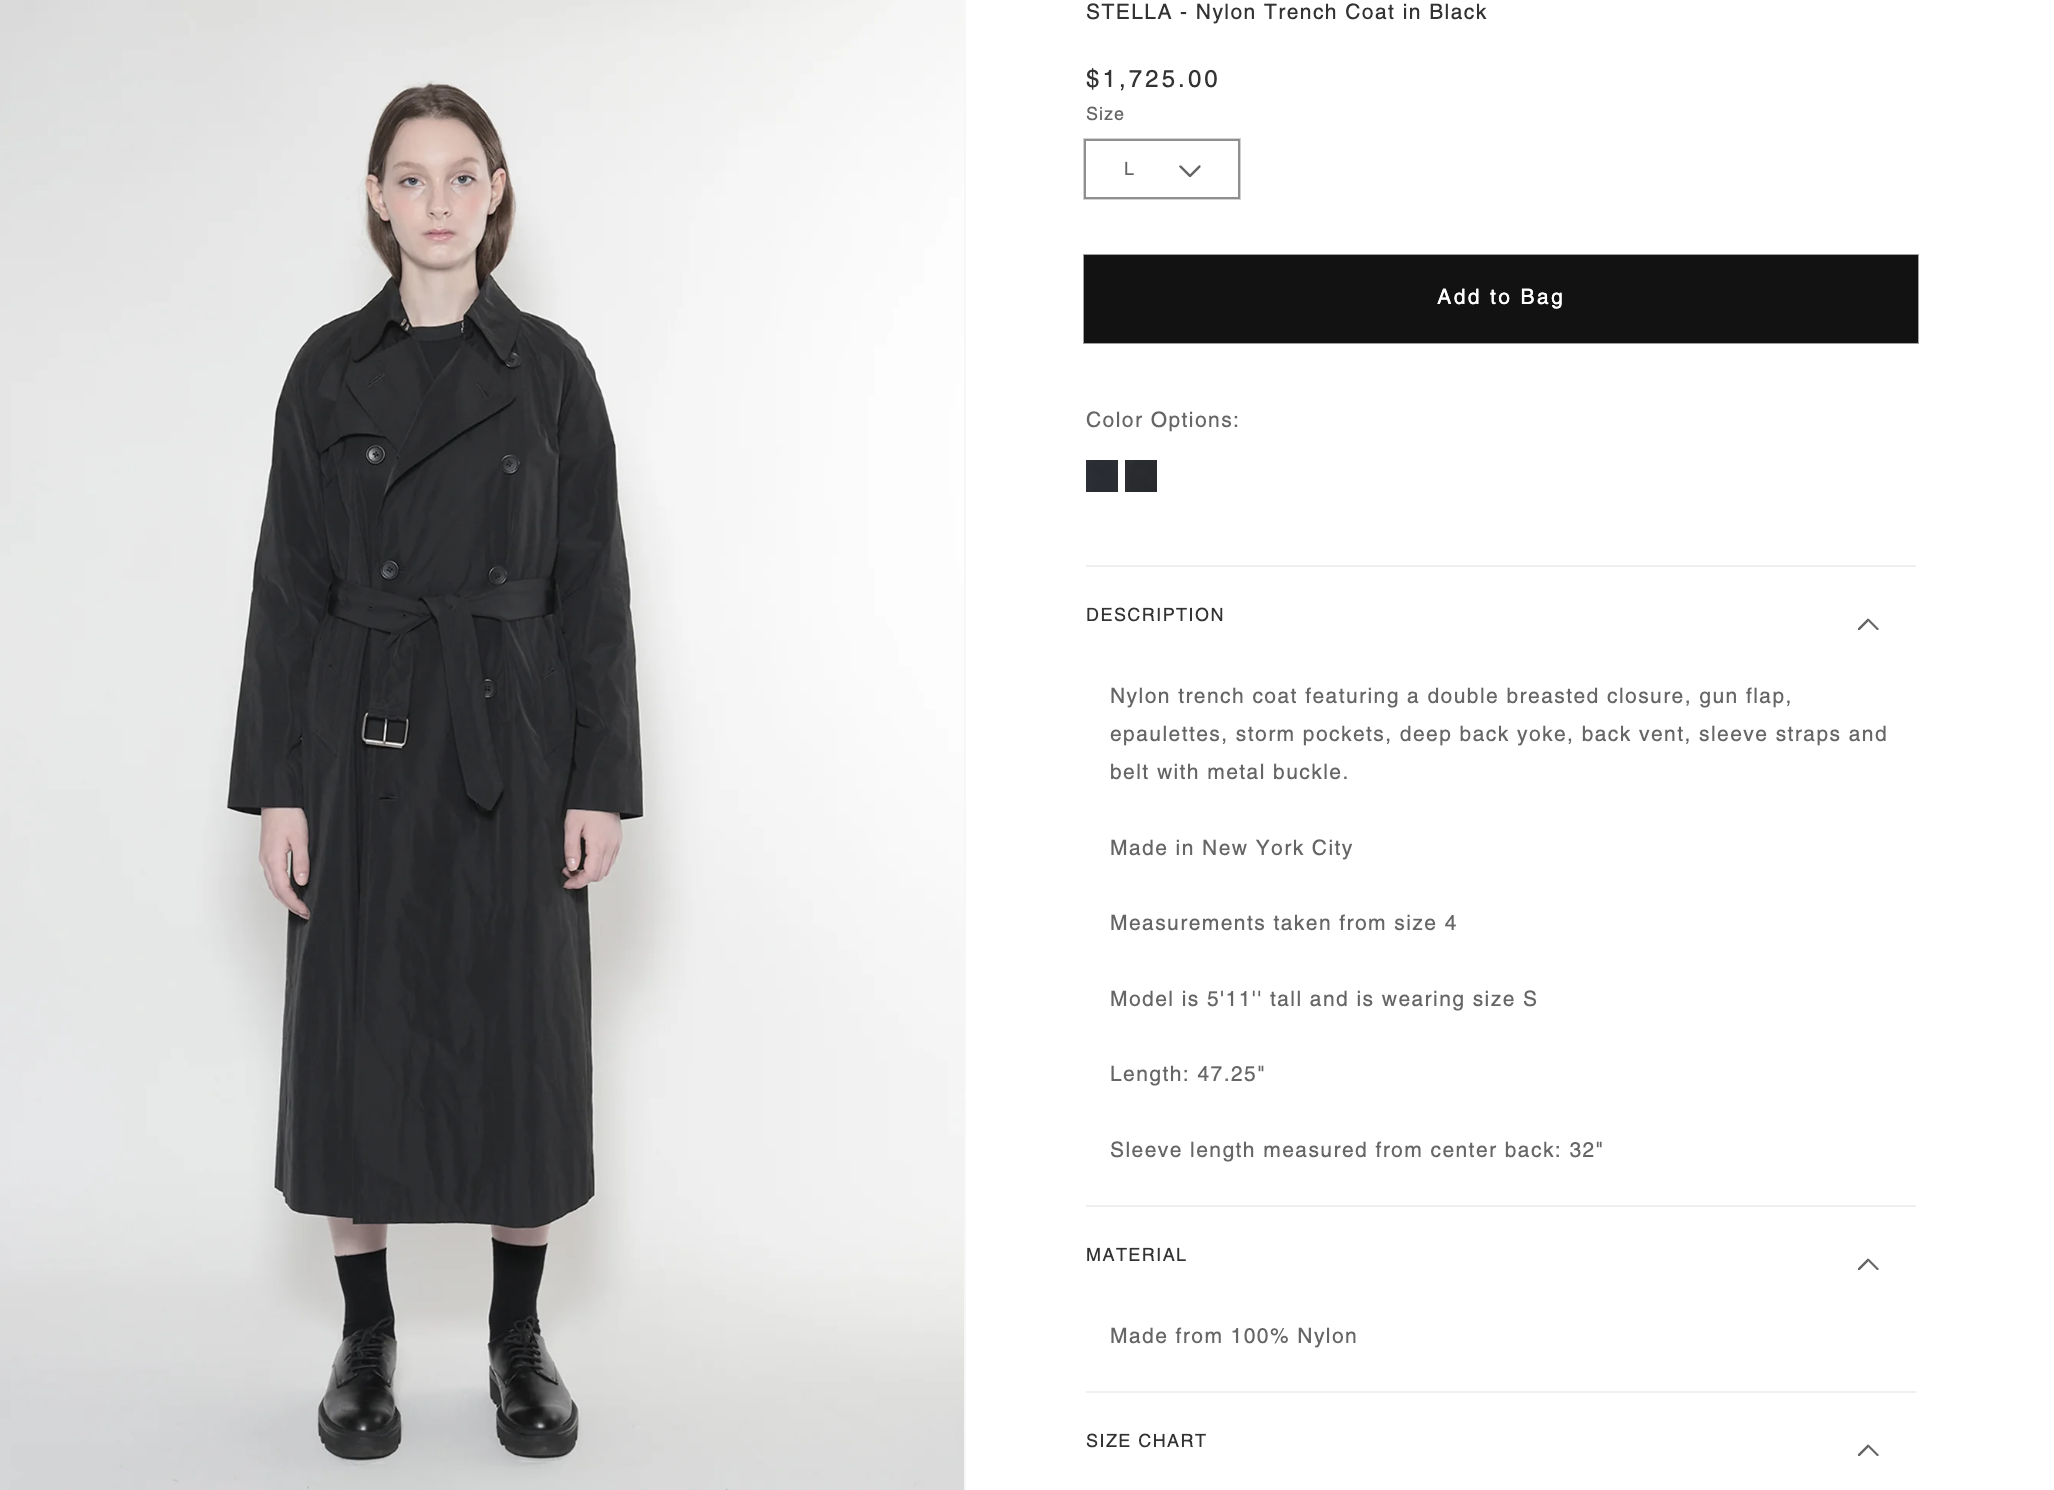 STELLA - Nylon Trench Coat in Black
$1,725.00
Size
L
Add to Bag
Color Options:
DESCRIPTION
Nylon trench coat featuring a double breasted closure, gun flap,
epaulettes, storm pockets, deep back yoke, back vent, sleeve straps and
belt with metal buckle.
Made in New York City
Measurements taken from size 4
Model is 5'11'' tall and is wearing size S
Length: 47.25"
Sleeve length measured from center back: 32"
MATERIAL
Made from 100% Nylon
SIZE CHART